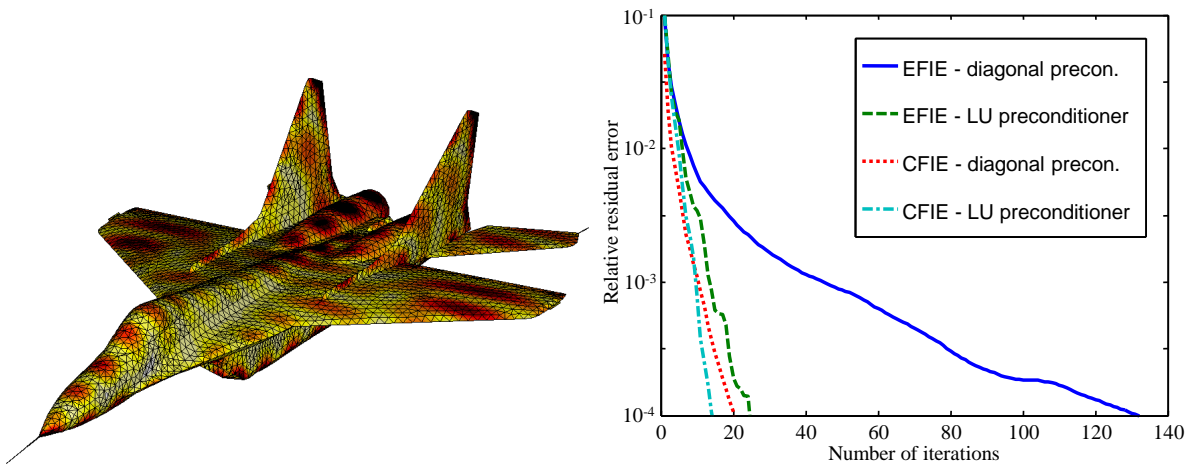 10^-1
10^-2
10^-3
10^-4
Relative residual error
EFIE - diagonal precon.
EFIE - LU preconditioner
CFIE - diagonal precon.
CFIE - LU preconditioner
0 20 40 60 80 100 120 140
Number of iterations